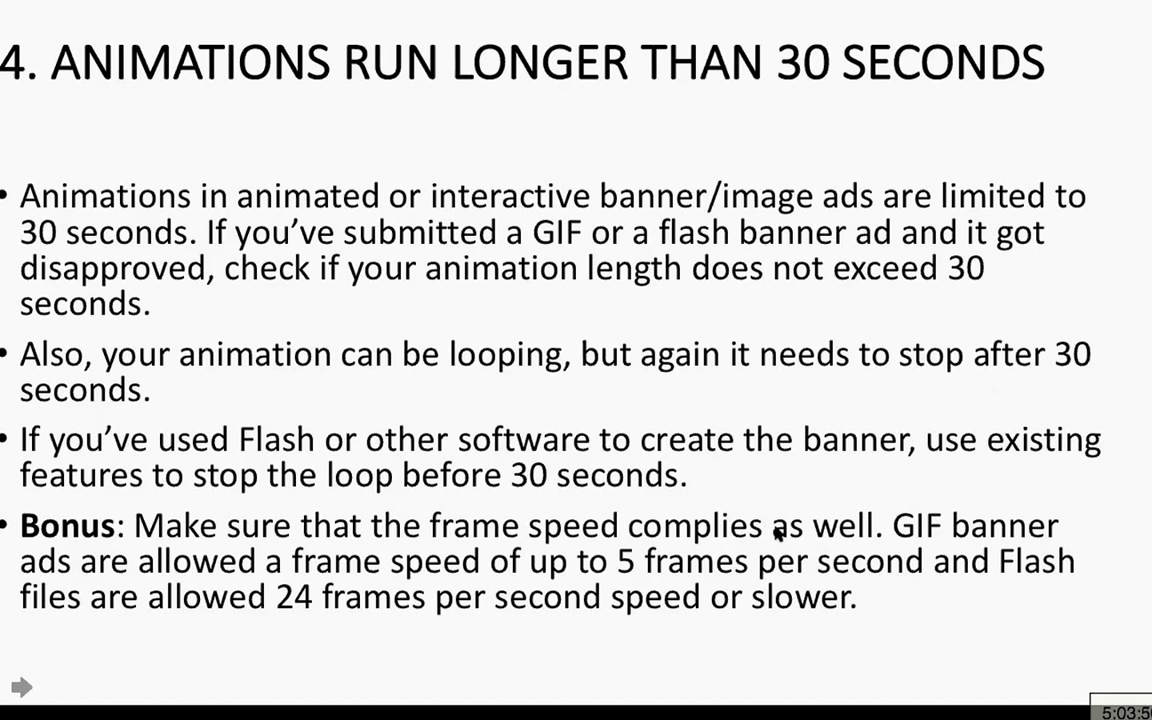 4. ANIMATIONS RUN LONGER THAN 30 SECONDS
• Animations in animated or interactive banner/image ads are limited to
30 seconds. If you’ve submitted a GIF or a flash banner ad and it got
disapproved, check if your animation length does not exceed 30
seconds.
• Also, your animation can be looping, but again it needs to stop after 30
seconds.
• If you’ve used Flash or other software to create the banner, use existing
features to stop the loop before 30 seconds.
• Bonus: Make sure that the frame speed complies as well. GIF banner
ads are allowed a frame speed of up to 5 frames per second and Flash
files are allowed 24 frames per second speed or slower.